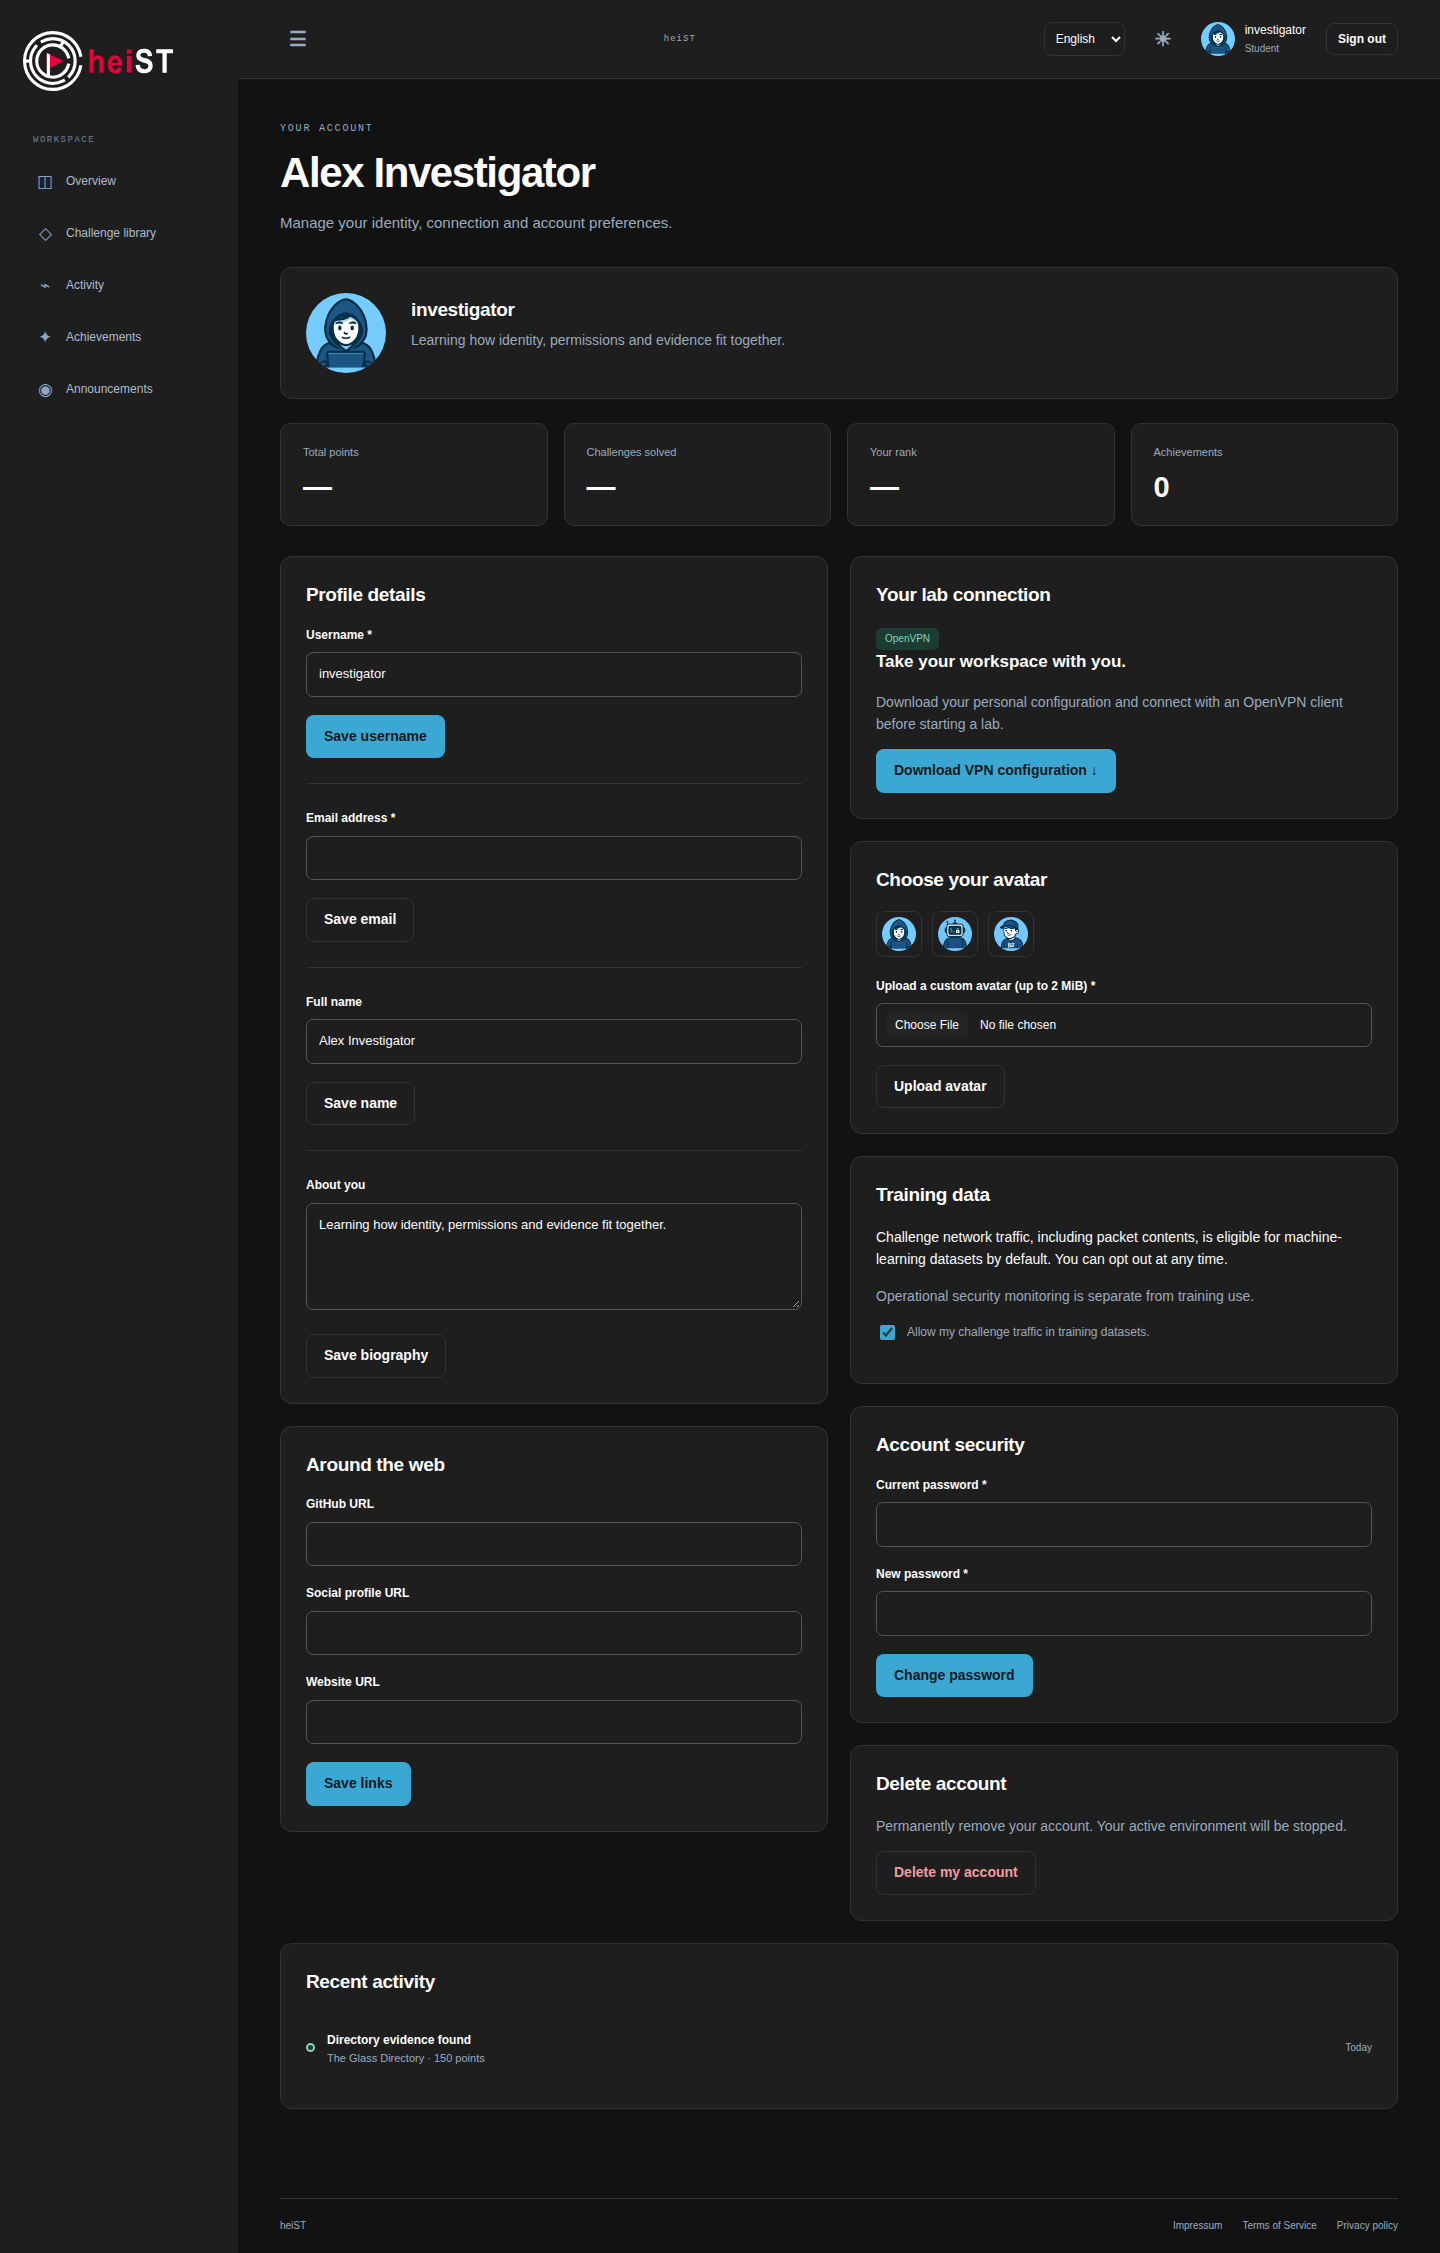 heiST
heiST
English
investigator
Student
Sign out
WORKSPACE
Overview
Challenge library
Activity
Achievements
Announcements
YOUR ACCOUNT
Alex Investigator
Manage your identity, connection and account preferences.
investigator
Learning how identity, permissions and evidence fit together.
Total points
—
Challenges solved
—
Your rank
—
Achievements
0
Profile details
Username *
investigator
Save username
Email address *
Save email
Full name
Alex Investigator
Save name
About you
Learning how identity, permissions and evidence fit together.
Save biography
Around the web
GitHub URL
Social profile URL
Website URL
Save links
Your lab connection
OpenVPN
Take your workspace with you.
Download your personal configuration and connect with an OpenVPN client
before starting a lab.
Download VPN configuration ↓
Choose your avatar
Upload a custom avatar (up to 2 MiB) *
Choose File No file chosen
Upload avatar
Training data
Challenge network traffic, including packet contents, is eligible for machine-
learning datasets by default. You can opt out at any time.
Operational security monitoring is separate from training use.
Allow my challenge traffic in training datasets.
Account security
Current password *
New password *
Change password
Delete account
Permanently remove your account. Your active environment will be stopped.
Delete my account
Recent activity
Directory evidence found
The Glass Directory · 150 points
Today
heiST
Impressum
Terms of Service
Privacy policy